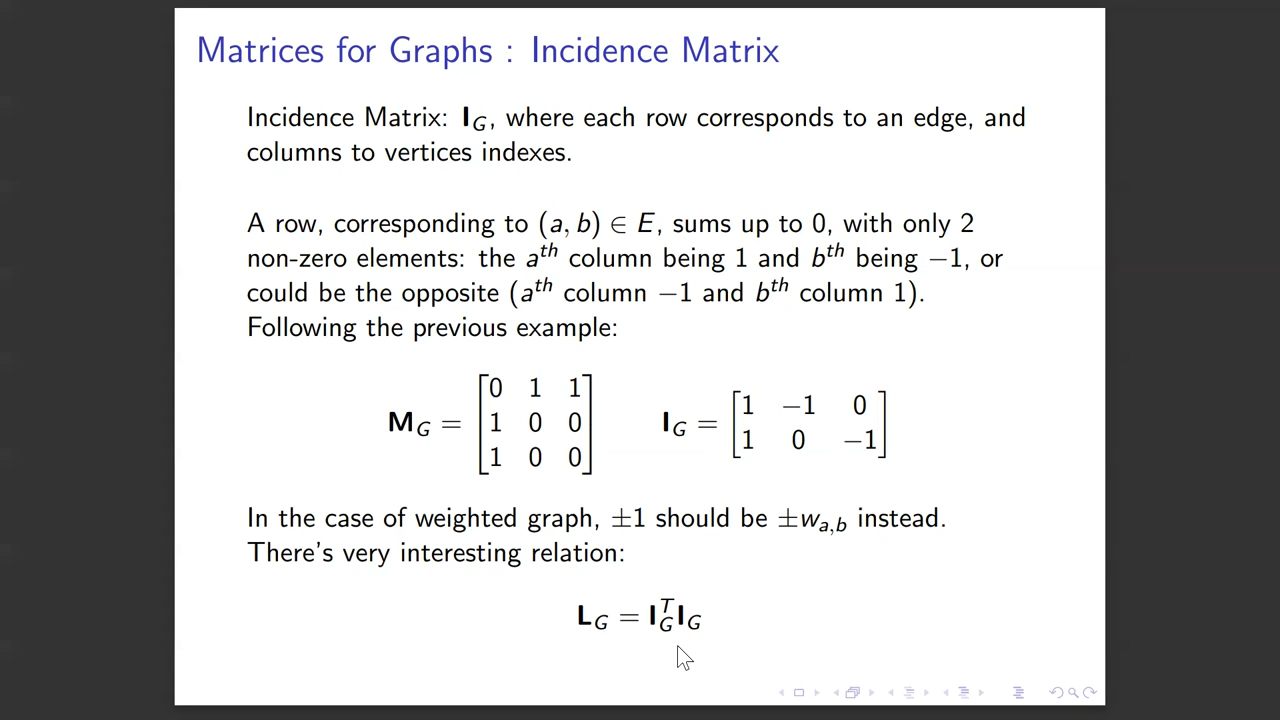 Matrices for Graphs : Incidence Matrix
Incidence Matrix: I_G, where each row corresponds to an edge, and
columns to vertices indexes.
A row, corresponding to (a, b) ∈ E, sums up to 0, with only 2
non-zero elements: the a^th column being 1 and b^th being −1, or
could be the opposite (a^th column −1 and b^th column 1).
Following the previous example:
M_G = [0 1 1; 1 0 0; 1 0 0]   I_G = [1 −1 0; 1 0 −1]
In the case of weighted graph, ±1 should be ±w_a,b instead.
There's very interesting relation:
L_G = I_G^T I_G